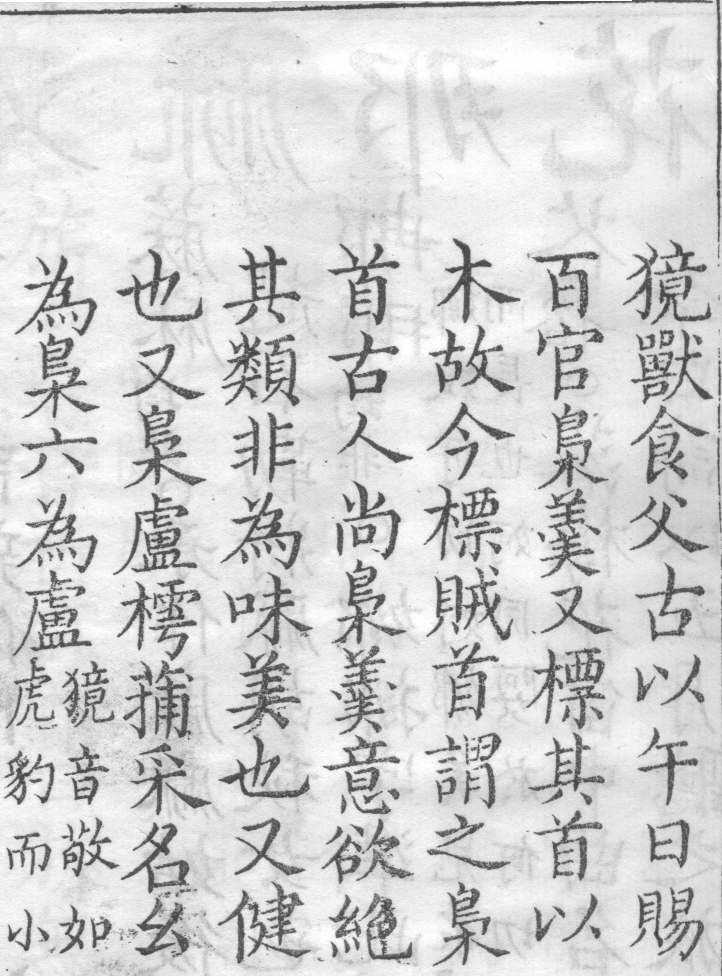 獍獸食父古以午日賜
百官梟羹又標其首以
木故今標賊首謂之梟
首古人尚梟羹意欲絶
其類非為味美也又健
也又梟盧樗蒱采名幺
為梟六為盧
獍音敬如
虎豹而小